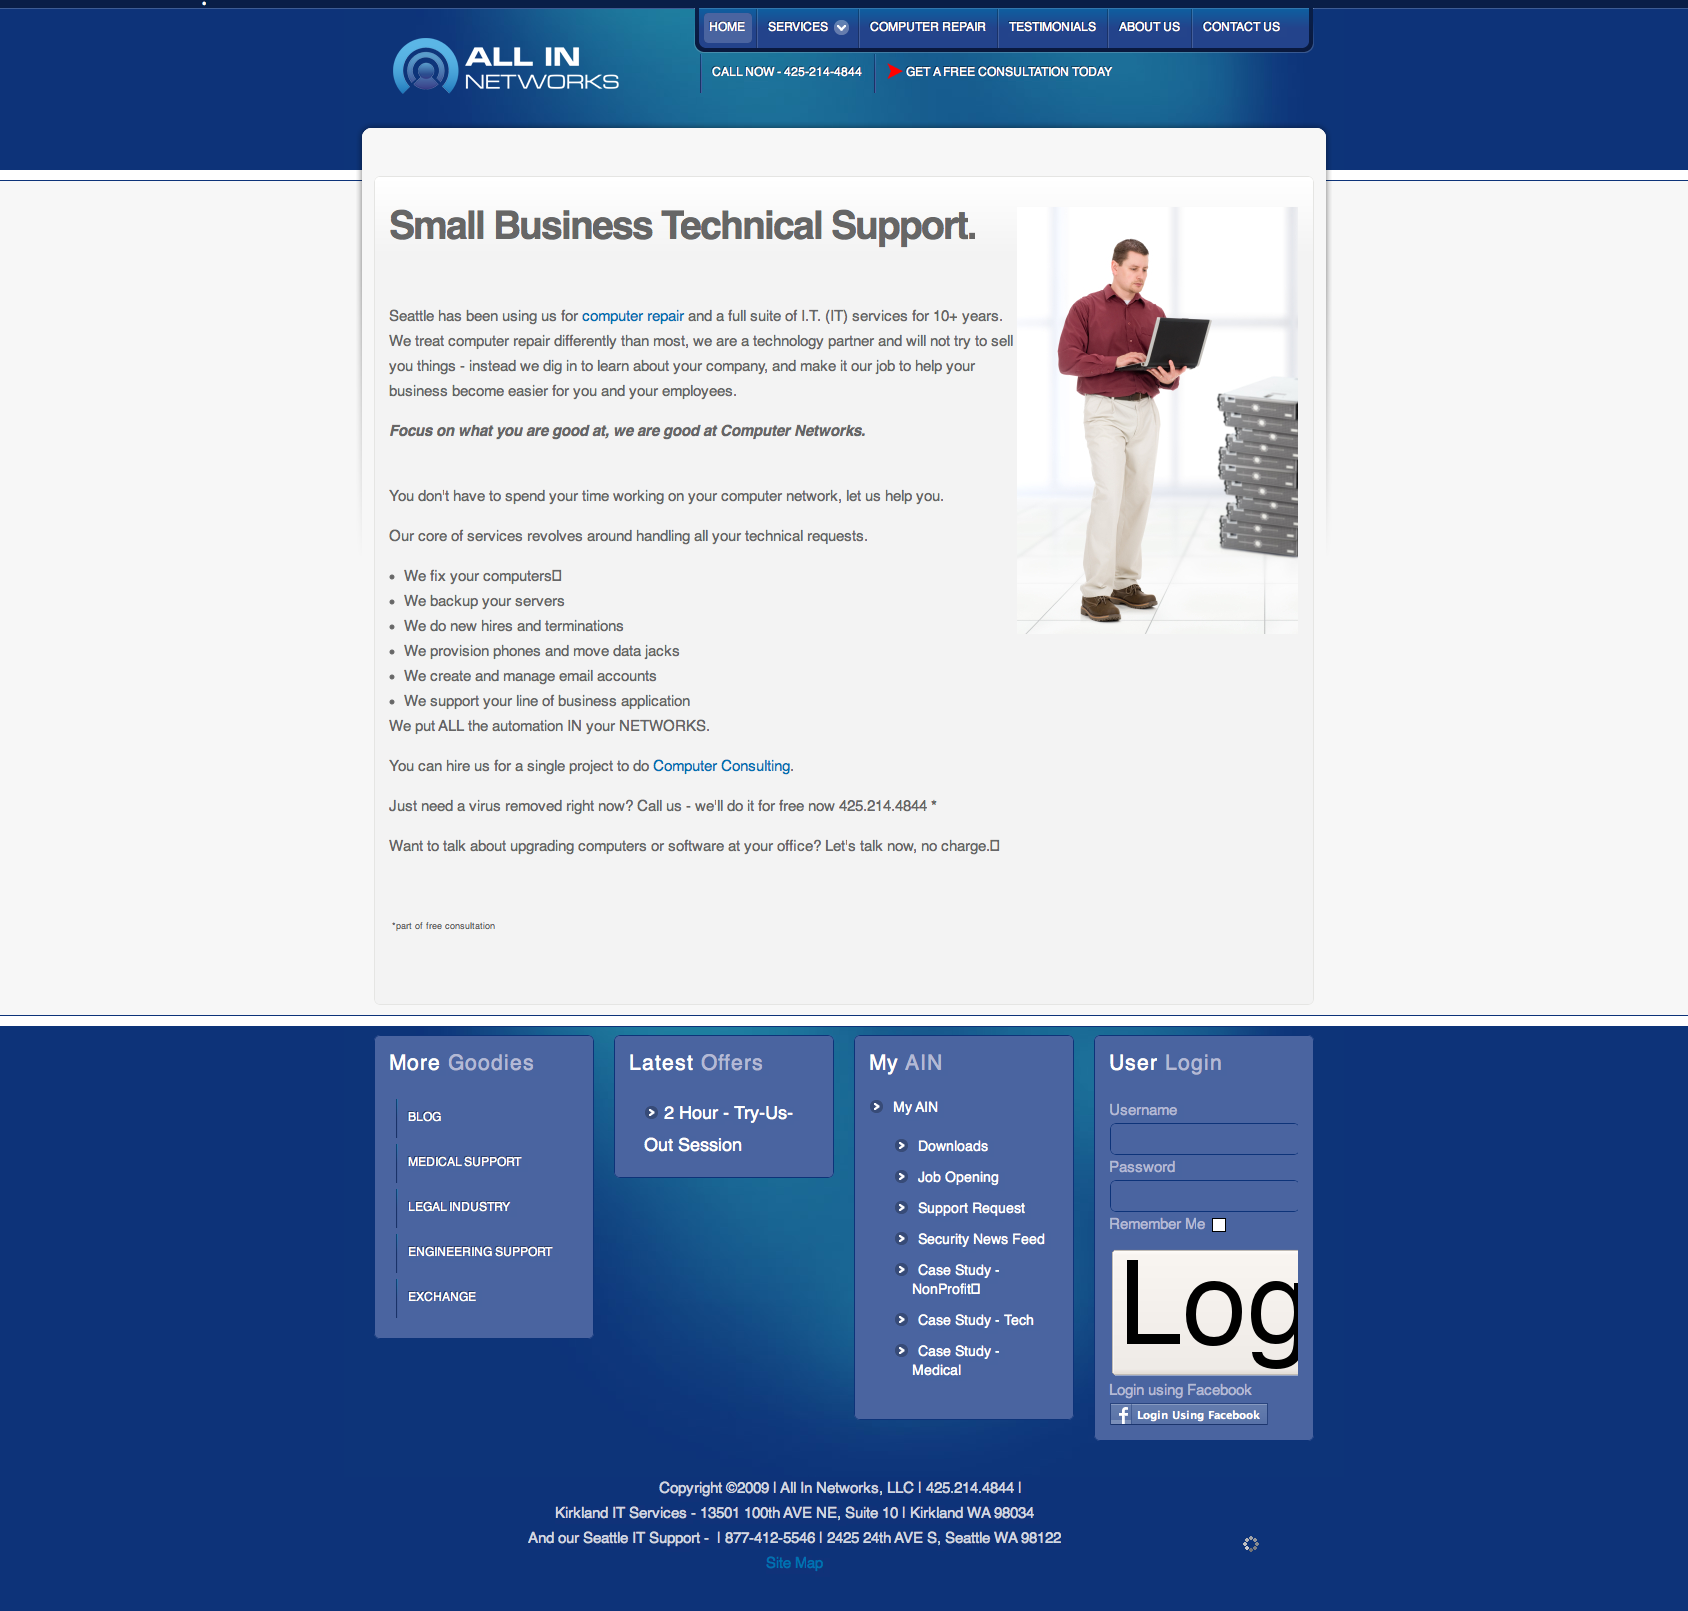 HOME SERVICES COMPUTER REPAIR TESTIMONIALS ABOUT US CONTACT US
ALL IN
NETWORKS
CALL NOW - 425-214-4844 GET A FREE CONSULTATION TODAY
Small Business Technical Support.
Seattle has been using us for computer repair and a full suite of I.T. (IT) services for 10+ years.
We treat computer repair differently than most, we are a technology partner and will not try to sell
you things - instead we dig in to learn about your company, and make it our job to help your
business become easier for you and your employees.
Focus on what you are good at, we are good at Computer Networks.
You don't have to spend your time working on your computer network, let us help you.
Our core of services revolves around handling all your technical requests.
• We fix your computers
• We backup your servers
• We do new hires and terminations
• We provision phones and move data jacks
• We create and manage email accounts
• We support your line of business application
We put ALL the automation IN your NETWORKS.
You can hire us for a single project to do Computer Consulting.
Just need a virus removed right now? Call us - we'll do it for free now 425.214.4844 *
Want to talk about upgrading computers or software at your office? Let's talk now, no charge.
*part of free consultation
More Goodies
BLOG
MEDICAL SUPPORT
LEGAL INDUSTRY
ENGINEERING SUPPORT
EXCHANGE
Latest Offers
2 Hour - Try-Us-
Out Session
My AIN
My AIN
Downloads
Job Opening
Support Request
Security News Feed
Case Study -
NonProfit
Case Study - Tech
Case Study -
Medical
User Login
Username
Password
Remember Me
Log
Login using Facebook
Login Using Facebook
Copyright ©2009 | All In Networks, LLC | 425.214.4844 |
Kirkland IT Services - 13501 100th AVE NE, Suite 10 | Kirkland WA 98034
And our Seattle IT Support - | 877-412-5546 | 2425 24th AVE S, Seattle WA 98122
Site Map